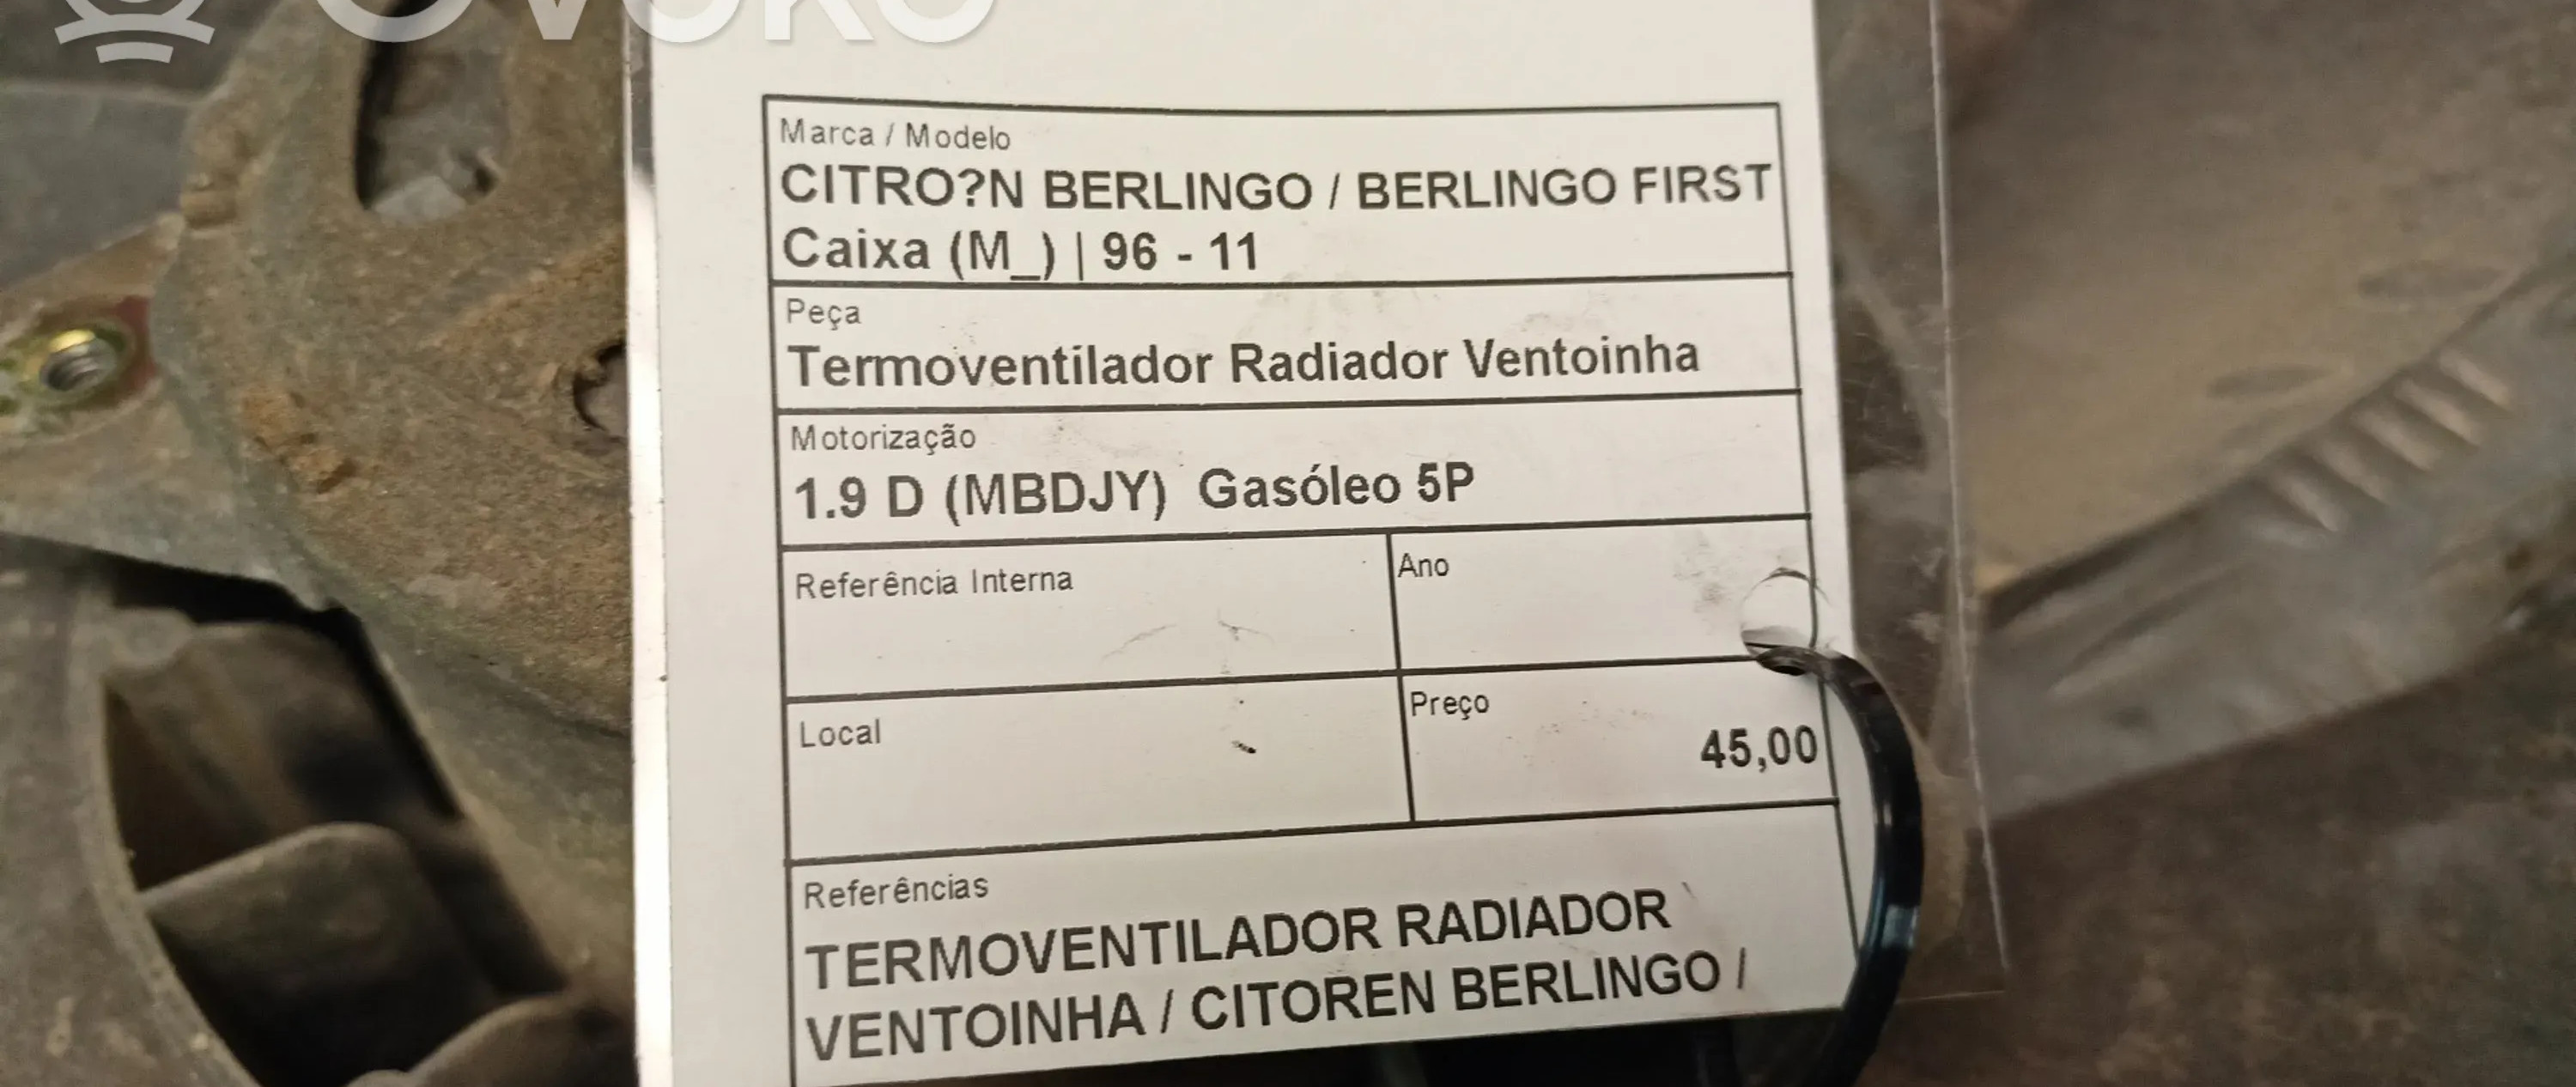 OVOKO
Marca / Modelo
CITRO?N BERLINGO / BERLINGO FIRST
Caixa (M_) | 96 - 11
Peça
Termoventilador Radiador Ventoinha
Motorização
1.9 D (MBDJY) Gasóleo 5P
Referência Interna
Ano
Local
Preço
45,00
Referências
TERMOVENTILADOR RADIADOR
VENTOINHA / CITOREN BERLINGO /